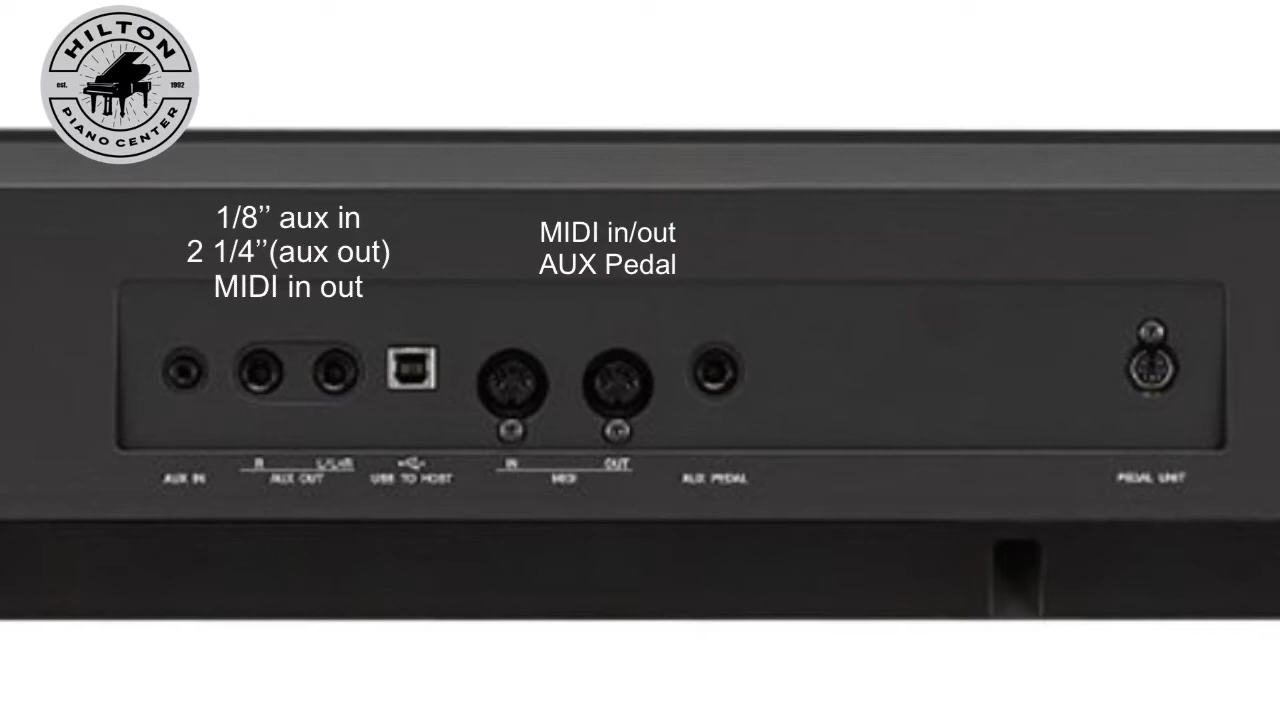 HILTON
est. 1992
PIANO CENTER
1/8’’ aux in
2 1/4’’(aux out)
MIDI in out
MIDI in/out
AUX Pedal
R L/L+R IN OUT
AUX IN AUX OUT USB TO HOST MIDI AUX PEDAL PEDAL UNIT